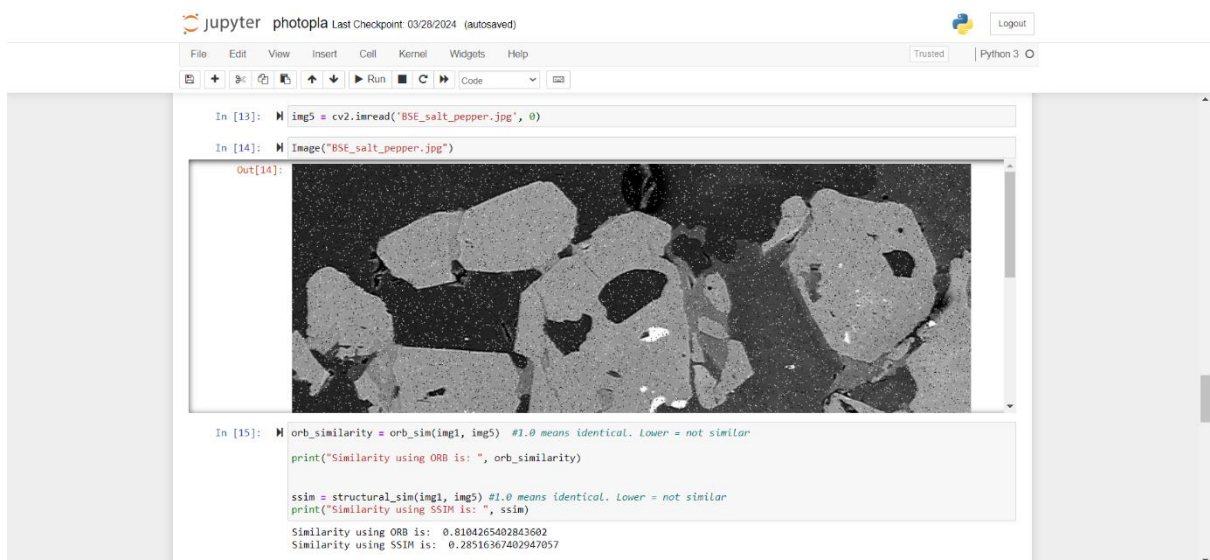 jupyter photopla Last Checkpoint: 03/28/2024 (autosaved)
Logout
File Edit View Insert Cell Kernel Widgets Help
Trusted Python 3
Run Code
In [13]: img5 = cv2.imread('BSE_salt_pepper.jpg', 0)
In [14]: Image("BSE_salt_pepper.jpg")
Out[14]:
In [15]: orb_similarity = orb_sim(img1, img5) #1.0 means identical. Lower = not similar
print("Similarity using ORB is: ", orb_similarity)
ssim = structural_sim(img1, img5) #1.0 means identical. Lower = not similar
print("Similarity using SSIM is: ", ssim)
Similarity using ORB is: 0.8104265402843602
Similarity using SSIM is: 0.28516367402947057